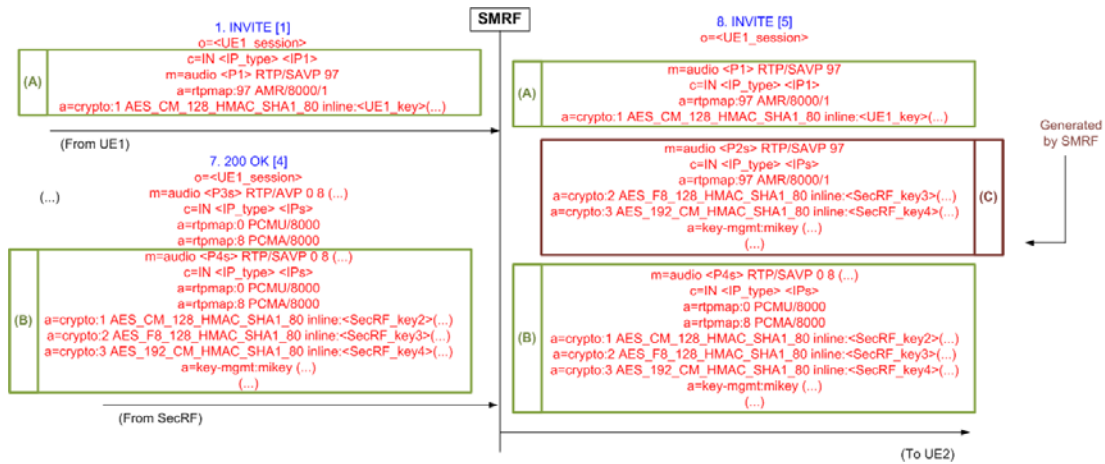 SMRF
1. INVITE [1]
o=<UE1_session>
(A)
c=IN <IP_type> <IP1>
m=audio <P1> RTP/SAVP 97
a=rtpmap:97 AMR/8000/1
a=crypto:1 AES_CM_128_HMAC_SHA1_80 inline:<UE1_key>(...)
(From UE1)
7. 200 OK [4]
o=<UE1_session>
(...)
m=audio <P3s> RTP/AVP 0 8 (...)
c=IN <IP_type> <IPs>
a=rtpmap:0 PCMU/8000
a=rtpmap:8 PCMA/8000
(B)
m=audio <P4s> RTP/SAVP 0 8 (...)
c=IN <IP_type> <IPs>
a=rtpmap:0 PCMU/8000
a=rtpmap:8 PCMA/8000
a=crypto:1 AES_CM_128_HMAC_SHA1_80 inline:<SecRF_key2>(...)
a=crypto:2 AES_F8_128_HMAC_SHA1_80 inline:<SecRF_key3>(...)
a=crypto:3 AES_192_CM_HMAC_SHA1_80 inline:<SecRF_key4>(...)
a=key-mgmt:mikey (...)
(...)
(From SecRF)
8. INVITE [5]
o=<UE1_session>
(A)
m=audio <P1> RTP/SAVP 97
c=IN <IP_type> <IP1>
a=rtpmap:97 AMR/8000/1
a=crypto:1 AES_CM_128_HMAC_SHA1_80 inline:<UE1_key>(...)
Generated
by SMRF
m=audio <P2s> RTP/SAVP 97
c=IN <IP_type> <IPs>
a=rtpmap:97 AMR/8000/1
a=crypto:2 AES_F8_128_HMAC_SHA1_80 inline:<SecRF_key3>(...)
a=crypto:3 AES_192_CM_HMAC_SHA1_80 inline:<SecRF_key4>(...)
a=key-mgmt:mikey (...)
(...)
(C)
(B)
m=audio <P4s> RTP/SAVP 0 8 (...)
c=IN <IP_type> <IPs>
a=rtpmap:0 PCMU/8000
a=rtpmap:8 PCMA/8000
a=crypto:1 AES_CM_128_HMAC_SHA1_80 inline:<SecRF_key2>(...)
a=crypto:2 AES_F8_128_HMAC_SHA1_80 inline:<SecRF_key3>(...)
a=crypto:3 AES_192_CM_HMAC_SHA1_80 inline:<SecRF_key4>(...)
a=key-mgmt:mikey (...)
(...)
(To UE2)